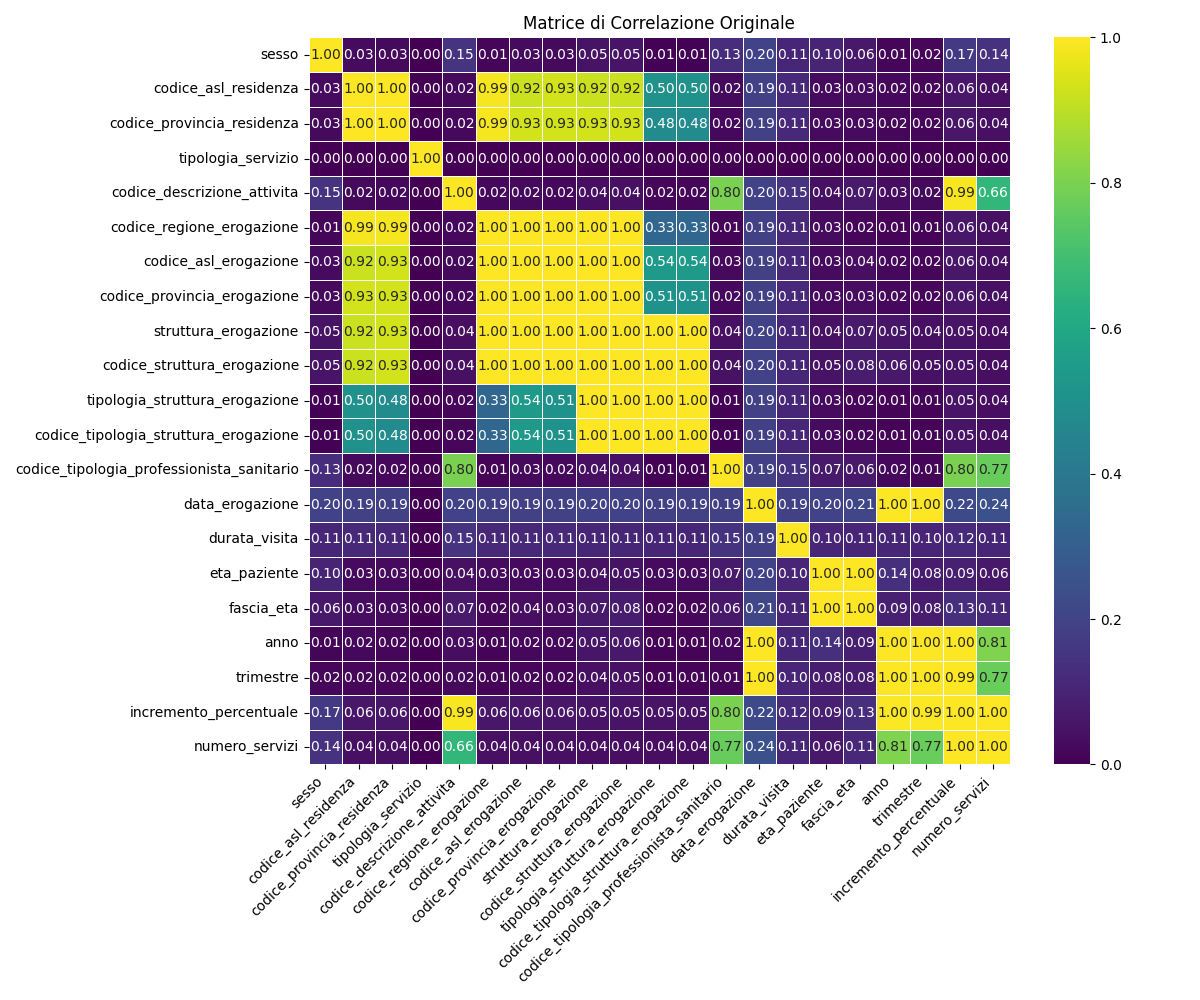 Matrice di Correlazione Originale
sesso 1.00 0.03 0.03 0.00 0.15 0.01 0.03 0.03 0.05 0.05 0.01 0.01 0.13 0.20 0.11 0.10 0.06 0.01 0.02 0.17 0.14
codice_asl_residenza 0.03 1.00 1.00 0.00 0.02 0.99 0.92 0.93 0.92 0.92 0.50 0.50 0.02 0.19 0.11 0.03 0.03 0.02 0.02 0.06 0.04
codice_provincia_residenza 0.03 1.00 1.00 0.00 0.02 0.99 0.93 0.93 0.93 0.93 0.48 0.48 0.02 0.19 0.11 0.03 0.03 0.02 0.02 0.06 0.04
tipologia_servizio 0.00 0.00 0.00 1.00 0.00 0.00 0.00 0.00 0.00 0.00 0.00 0.00 0.00 0.00 0.00 0.00 0.00 0.00 0.00 0.00 0.00
codice_descrizione_attivita 0.15 0.02 0.02 0.00 1.00 0.02 0.02 0.02 0.04 0.04 0.02 0.02 0.80 0.20 0.15 0.04 0.07 0.03 0.02 0.99 0.66
codice_regione_erogazione 0.01 0.99 0.99 0.00 0.02 1.00 1.00 1.00 1.00 1.00 0.33 0.33 0.01 0.19 0.11 0.03 0.02 0.01 0.01 0.06 0.04
codice_asl_erogazione 0.03 0.92 0.93 0.00 0.02 1.00 1.00 1.00 1.00 1.00 0.54 0.54 0.03 0.19 0.11 0.03 0.04 0.02 0.02 0.06 0.04
codice_provincia_erogazione 0.03 0.93 0.93 0.00 0.02 1.00 1.00 1.00 1.00 1.00 0.51 0.51 0.02 0.19 0.11 0.03 0.03 0.02 0.02 0.06 0.04
struttura_erogazione 0.05 0.92 0.93 0.00 0.04 1.00 1.00 1.00 1.00 1.00 1.00 1.00 0.04 0.20 0.11 0.04 0.07 0.05 0.04 0.05 0.04
codice_struttura_erogazione 0.05 0.92 0.93 0.00 0.04 1.00 1.00 1.00 1.00 1.00 1.00 1.00 0.04 0.20 0.11 0.05 0.08 0.06 0.05 0.05 0.04
tipologia_struttura_erogazione 0.01 0.50 0.48 0.00 0.02 0.33 0.54 0.51 1.00 1.00 1.00 1.00 0.01 0.19 0.11 0.03 0.02 0.01 0.01 0.05 0.04
codice_tipologia_struttura_erogazione 0.01 0.50 0.48 0.00 0.02 0.33 0.54 0.51 1.00 1.00 1.00 1.00 0.01 0.19 0.11 0.03 0.02 0.01 0.01 0.05 0.04
codice_tipologia_professionista_sanitario 0.13 0.02 0.02 0.00 0.80 0.01 0.03 0.02 0.04 0.04 0.01 0.01 1.00 0.19 0.15 0.07 0.06 0.02 0.01 0.80 0.77
data_erogazione 0.20 0.19 0.19 0.00 0.20 0.19 0.19 0.19 0.20 0.20 0.19 0.19 0.19 1.00 0.19 0.20 0.21 1.00 1.00 0.22 0.24
durata_visita 0.11 0.11 0.11 0.00 0.15 0.11 0.11 0.11 0.11 0.11 0.11 0.11 0.15 0.19 1.00 0.10 0.11 0.11 0.10 0.12 0.11
eta_paziente 0.10 0.03 0.03 0.00 0.04 0.03 0.03 0.03 0.04 0.05 0.03 0.03 0.07 0.20 0.10 1.00 1.00 0.14 0.08 0.09 0.06
fascia_eta 0.06 0.03 0.03 0.00 0.07 0.02 0.04 0.03 0.07 0.08 0.02 0.02 0.06 0.21 0.11 1.00 1.00 0.09 0.08 0.13 0.11
anno 0.01 0.02 0.02 0.00 0.03 0.01 0.02 0.02 0.05 0.06 0.01 0.01 0.02 1.00 0.11 0.14 0.09 1.00 1.00 1.00 0.81
trimestre 0.02 0.02 0.02 0.00 0.02 0.01 0.02 0.02 0.04 0.05 0.01 0.01 0.01 1.00 0.10 0.08 0.08 1.00 1.00 0.99 0.77
incremento_percentuale 0.17 0.06 0.06 0.00 0.99 0.06 0.06 0.06 0.05 0.05 0.05 0.05 0.80 0.22 0.12 0.09 0.13 1.00 0.99 1.00 1.00
numero_servizi 0.14 0.04 0.04 0.00 0.66 0.04 0.04 0.04 0.04 0.04 0.04 0.04 0.77 0.24 0.11 0.06 0.11 0.81 0.77 1.00 1.00
sesso
codice_asl_residenza
codice_provincia_residenza
tipologia_servizio
codice_descrizione_attivita
codice_regione_erogazione
codice_asl_erogazione
codice_provincia_erogazione
struttura_erogazione
codice_struttura_erogazione
tipologia_struttura_erogazione
codice_tipologia_struttura_erogazione
codice_tipologia_professionista_sanitario
data_erogazione
durata_visita
eta_paziente
fascia_eta
anno
trimestre
incremento_percentuale
numero_servizi
1.0
0.8
0.6
0.4
0.2
0.0